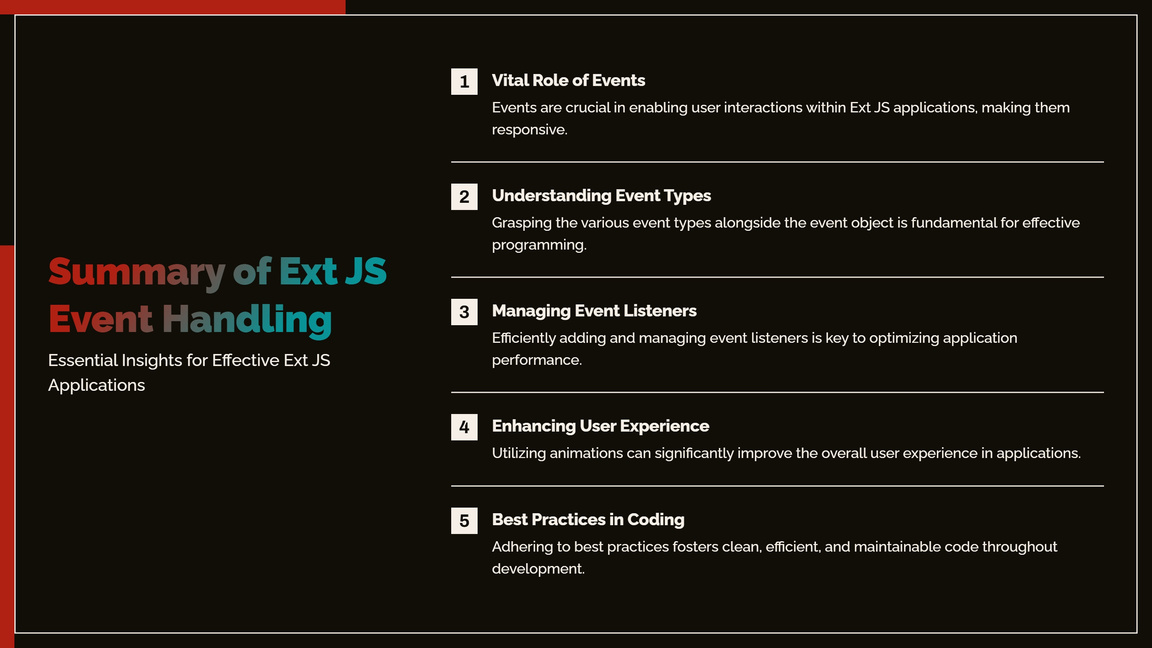 Summary of Ext JS
Event Handling
Essential Insights for Effective Ext JS
Applications
1
Vital Role of Events
Events are crucial in enabling user interactions within Ext JS applications, making them
responsive.
2
Understanding Event Types
Grasping the various event types alongside the event object is fundamental for effective
programming.
3
Managing Event Listeners
Efficiently adding and managing event listeners is key to optimizing application
performance.
4
Enhancing User Experience
Utilizing animations can significantly improve the overall user experience in applications.
5
Best Practices in Coding
Adhering to best practices fosters clean, efficient, and maintainable code throughout
development.